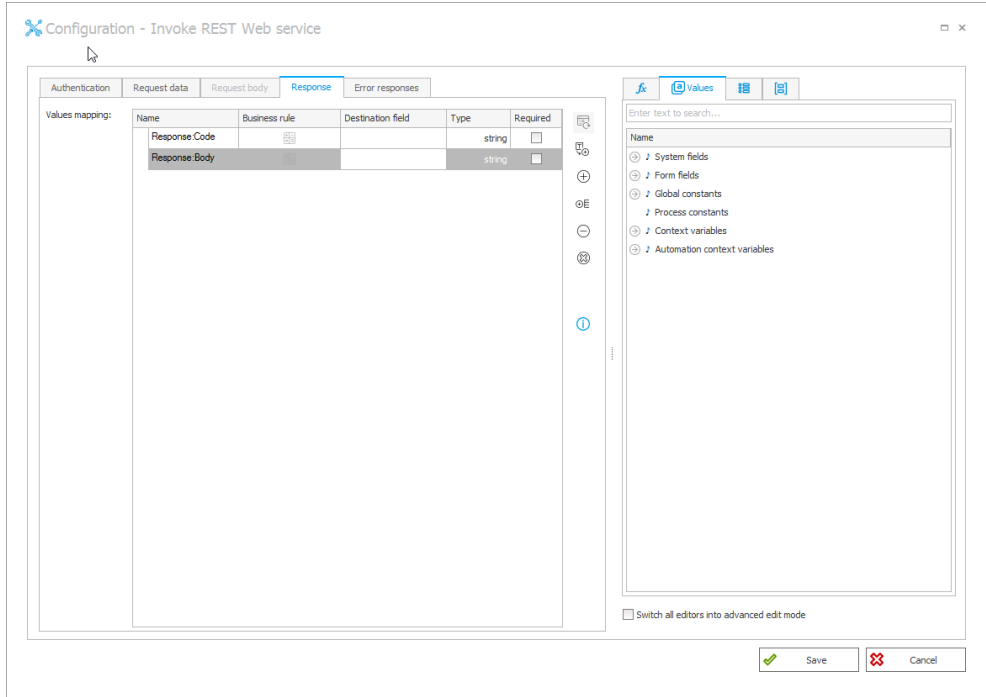 Configuration - Invoke REST Web service
Authentication Request data Request body Response Error responses
Values mapping:
Name Business rule Destination field Type Required
Response:Code string
Response:Body string
fx Values
Enter text to search...
Name
System fields
Form fields
Global constants
Process constants
Context variables
Automation context variables
Switch all editors into advanced edit mode
Save Cancel